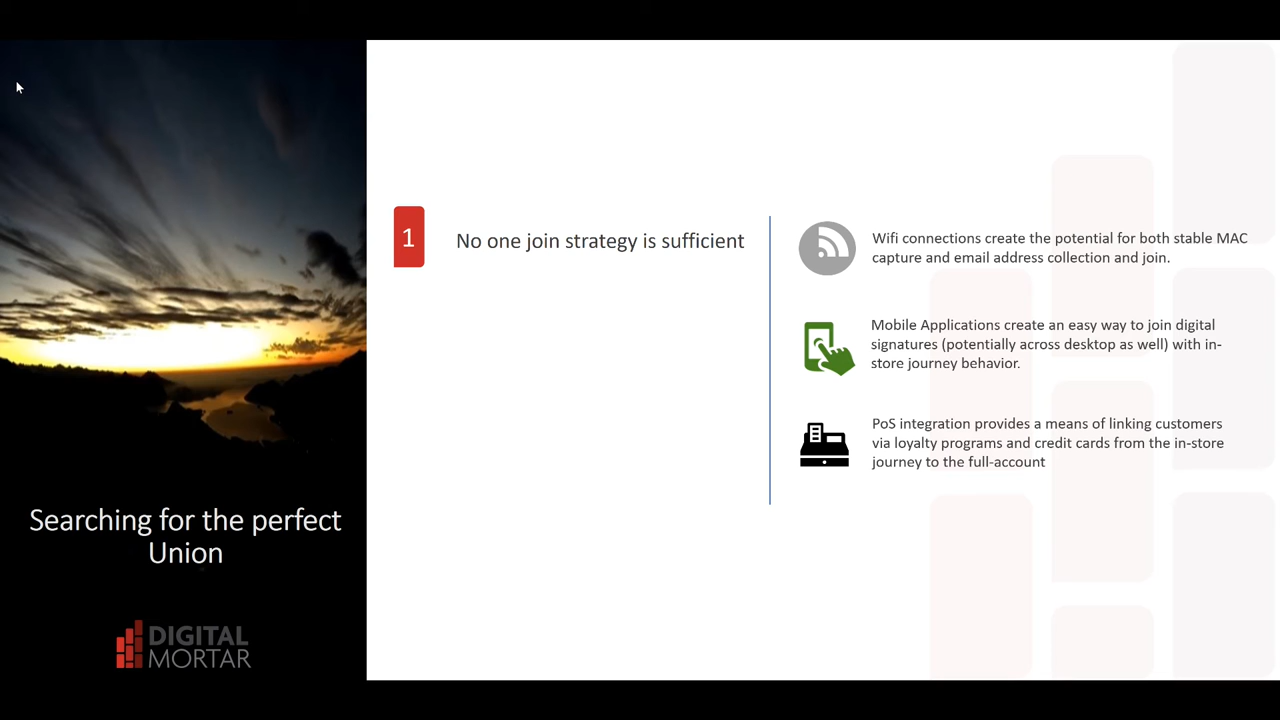 Searching for the perfect
Union
DIGITAL
MORTAR
1
No one join strategy is sufficient
Wifi connections create the potential for both stable MAC
capture and email address collection and join.
Mobile Applications create an easy way to join digital
signatures (potentially across desktop as well) with in-
store journey behavior.
PoS integration provides a means of linking customers
via loyalty programs and credit cards from the in-store
journey to the full-account